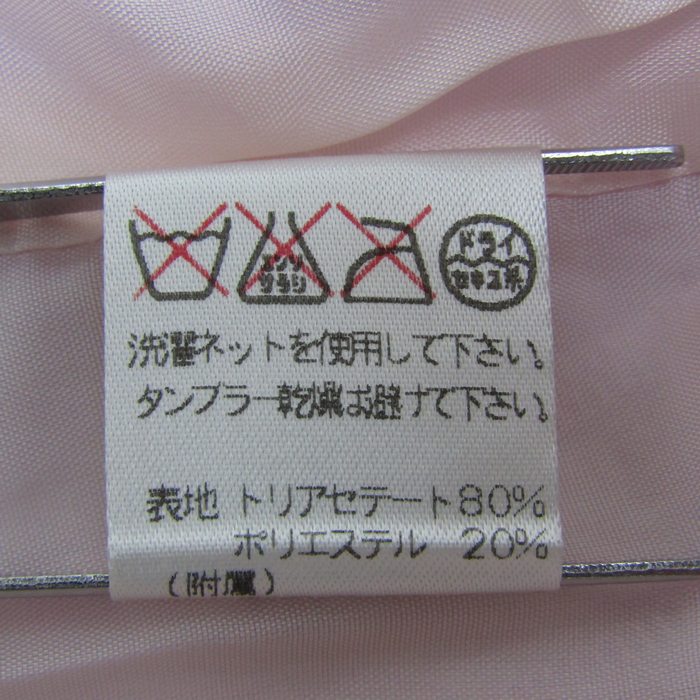 エンソ ドライ
サラシ セキユ系
洗濯ネットを使用して下さい。
タンブラー乾燥はお避けて下さい。
表地 トリアセテート80%
ポリエステル 20%
(附属)